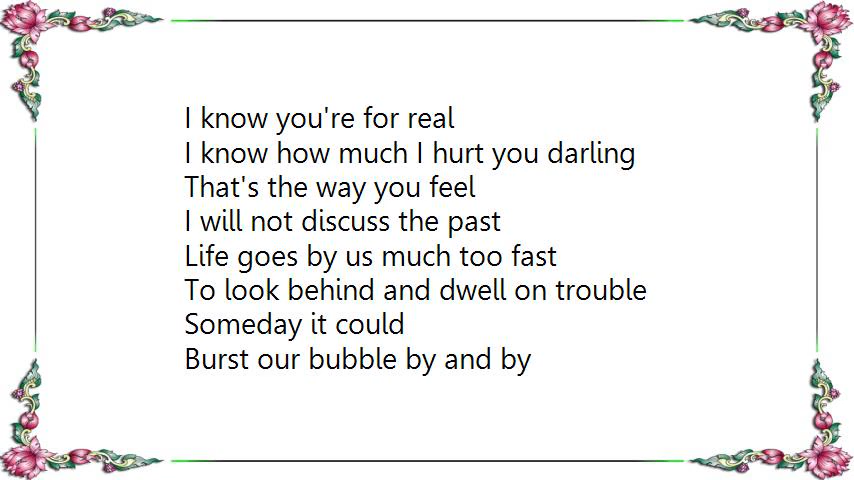 I know you're for real
I know how much I hurt you darling
That's the way you feel
I will not discuss the past
Life goes by us much too fast
To look behind and dwell on trouble
Someday it could
Burst our bubble by and by